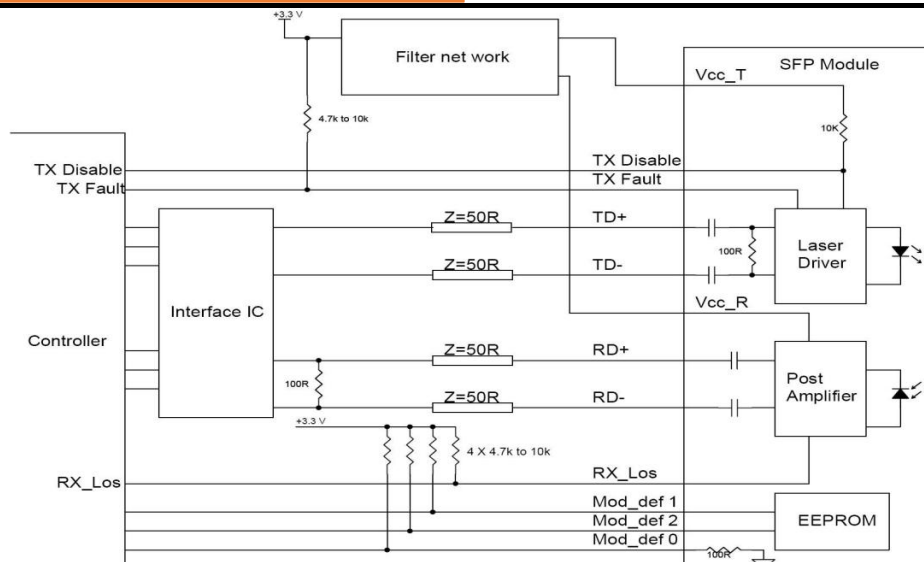 +3.3 V
Filter net work
SFP Module
Vcc_T
4.7k to 10k
10K
TX Disable
TX Disable
TX Fault
TX Fault
Z=50R
TD+
100R
Laser
Driver
Z=50R
TD-
Interface IC
Vcc_R
Controller
Z=50R
RD+
100R
Post
Amplifier
Z=50R
RD-
+3.3 V
4 X 4.7k to 10k
RX_Los
RX_Los
Mod_def 1
Mod_def 2
Mod_def 0
EEPROM
100R